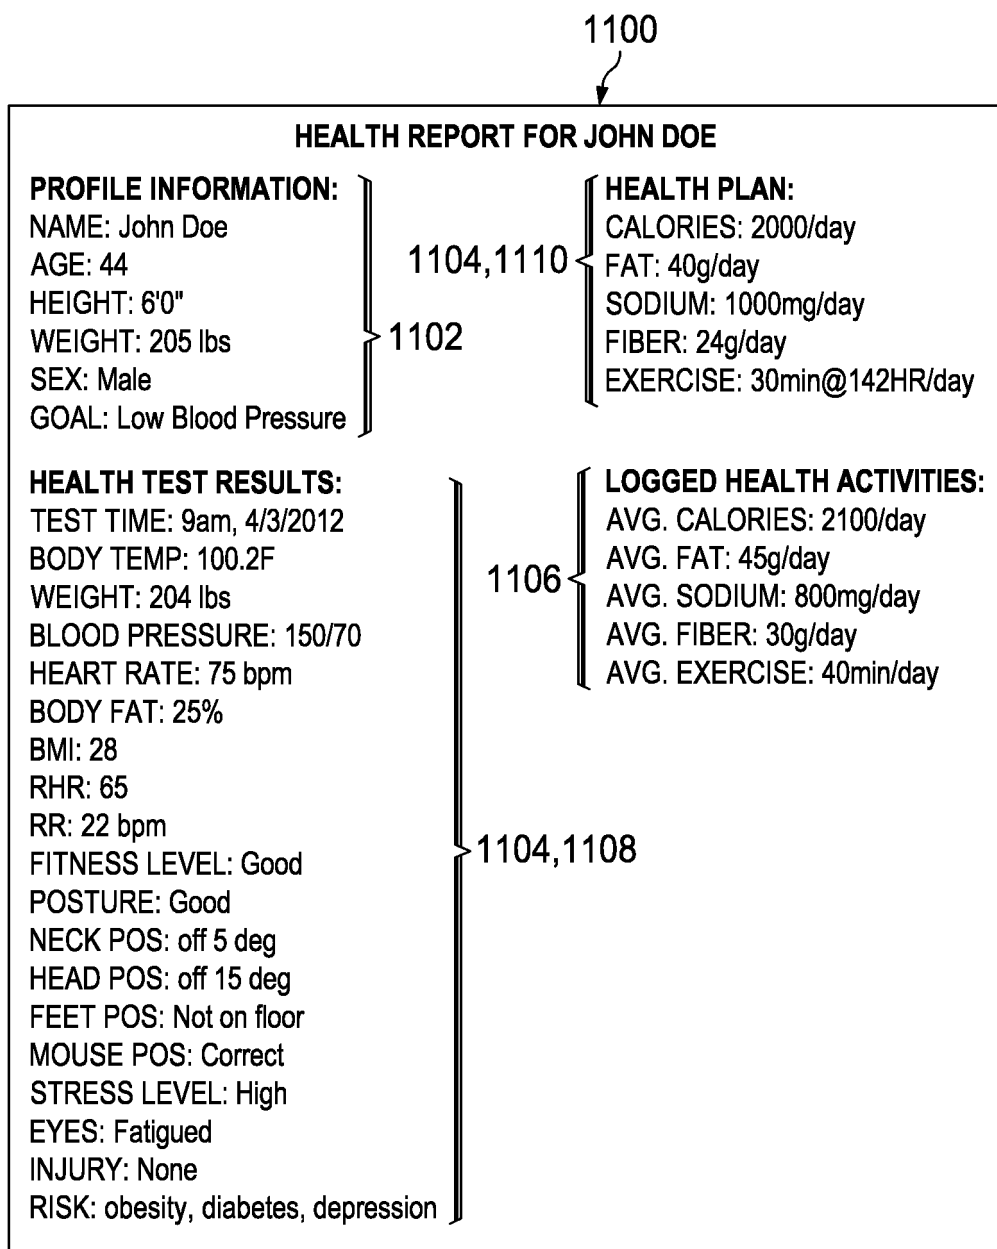 1100
HEALTH REPORT FOR JOHN DOE
PROFILE INFORMATION:
NAME: John Doe
AGE: 44
HEIGHT: 6'0"
WEIGHT: 205 lbs
SEX: Male
GOAL: Low Blood Pressure
1102
1104,1110
HEALTH PLAN:
CALORIES: 2000/day
FAT: 40g/day
SODIUM: 1000mg/day
FIBER: 24g/day
EXERCISE: 30min@142HR/day
HEALTH TEST RESULTS:
TEST TIME: 9am, 4/3/2012
BODY TEMP: 100.2F
WEIGHT: 204 lbs
BLOOD PRESSURE: 150/70
HEART RATE: 75 bpm
BODY FAT: 25%
BMI: 28
RHR: 65
RR: 22 bpm
FITNESS LEVEL: Good
POSTURE: Good
NECK POS: off 5 deg
HEAD POS: off 15 deg
FEET POS: Not on floor
MOUSE POS: Correct
STRESS LEVEL: High
EYES: Fatigued
INJURY: None
RISK: obesity, diabetes, depression
1104,1108
1106
LOGGED HEALTH ACTIVITIES:
AVG. CALORIES: 2100/day
AVG. FAT: 45g/day
AVG. SODIUM: 800mg/day
AVG. FIBER: 30g/day
AVG. EXERCISE: 40min/day